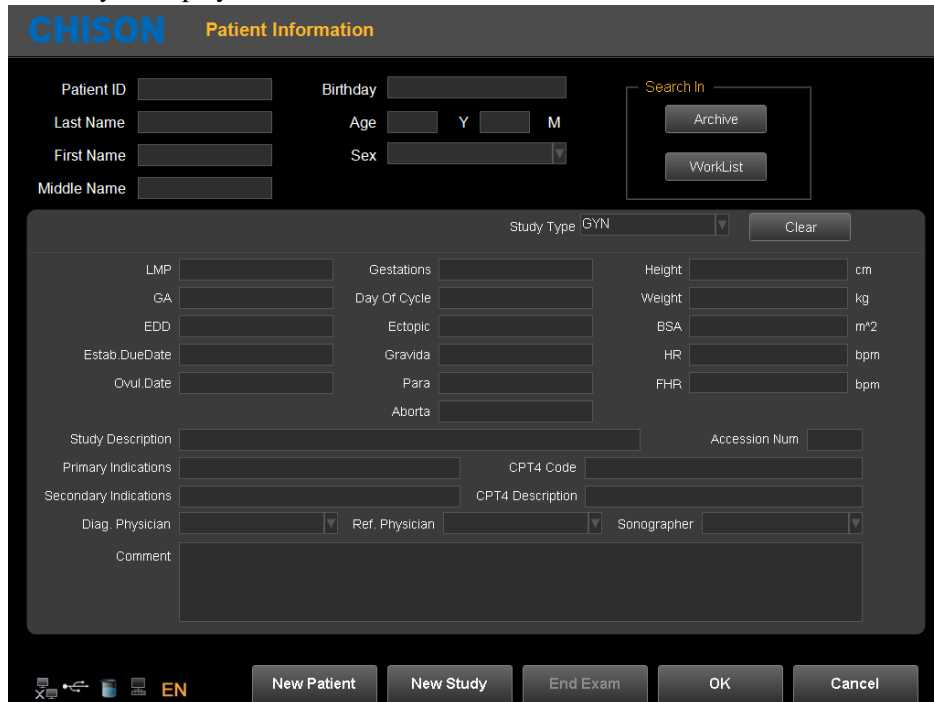 CHISON Patient Information
Patient ID Birthday Search In
Last Name Age Y M Archive
First Name Sex WorkList
Middle Name
Study Type GYN Clear
LMP Gestations Height cm
GA Day Of Cycle Weight kg
EDD Ectopic BSA m^2
Estab.DueDate Gravida HR bpm
Ovul.Date Para FHR bpm
Aborta
Study Description Accession Num
Primary Indications CPT4 Code
Secondary Indications CPT4 Description
Diag. Physician Ref. Physician Sonographer
Comment
EN New Patient New Study End Exam OK Cancel